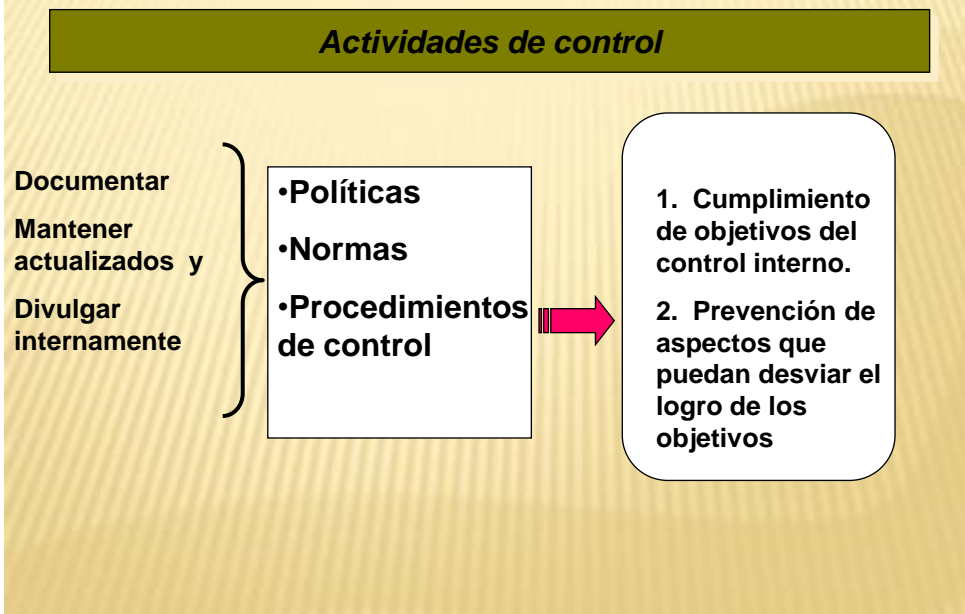 Actividades de control
Documentar
Mantener
actualizados y
Divulgar
internamente
•Políticas
•Normas
•Procedimientos
de control
1. Cumplimiento
de objetivos del
control interno.
2. Prevención de
aspectos que
puedan desviar el
logro de los
objetivos